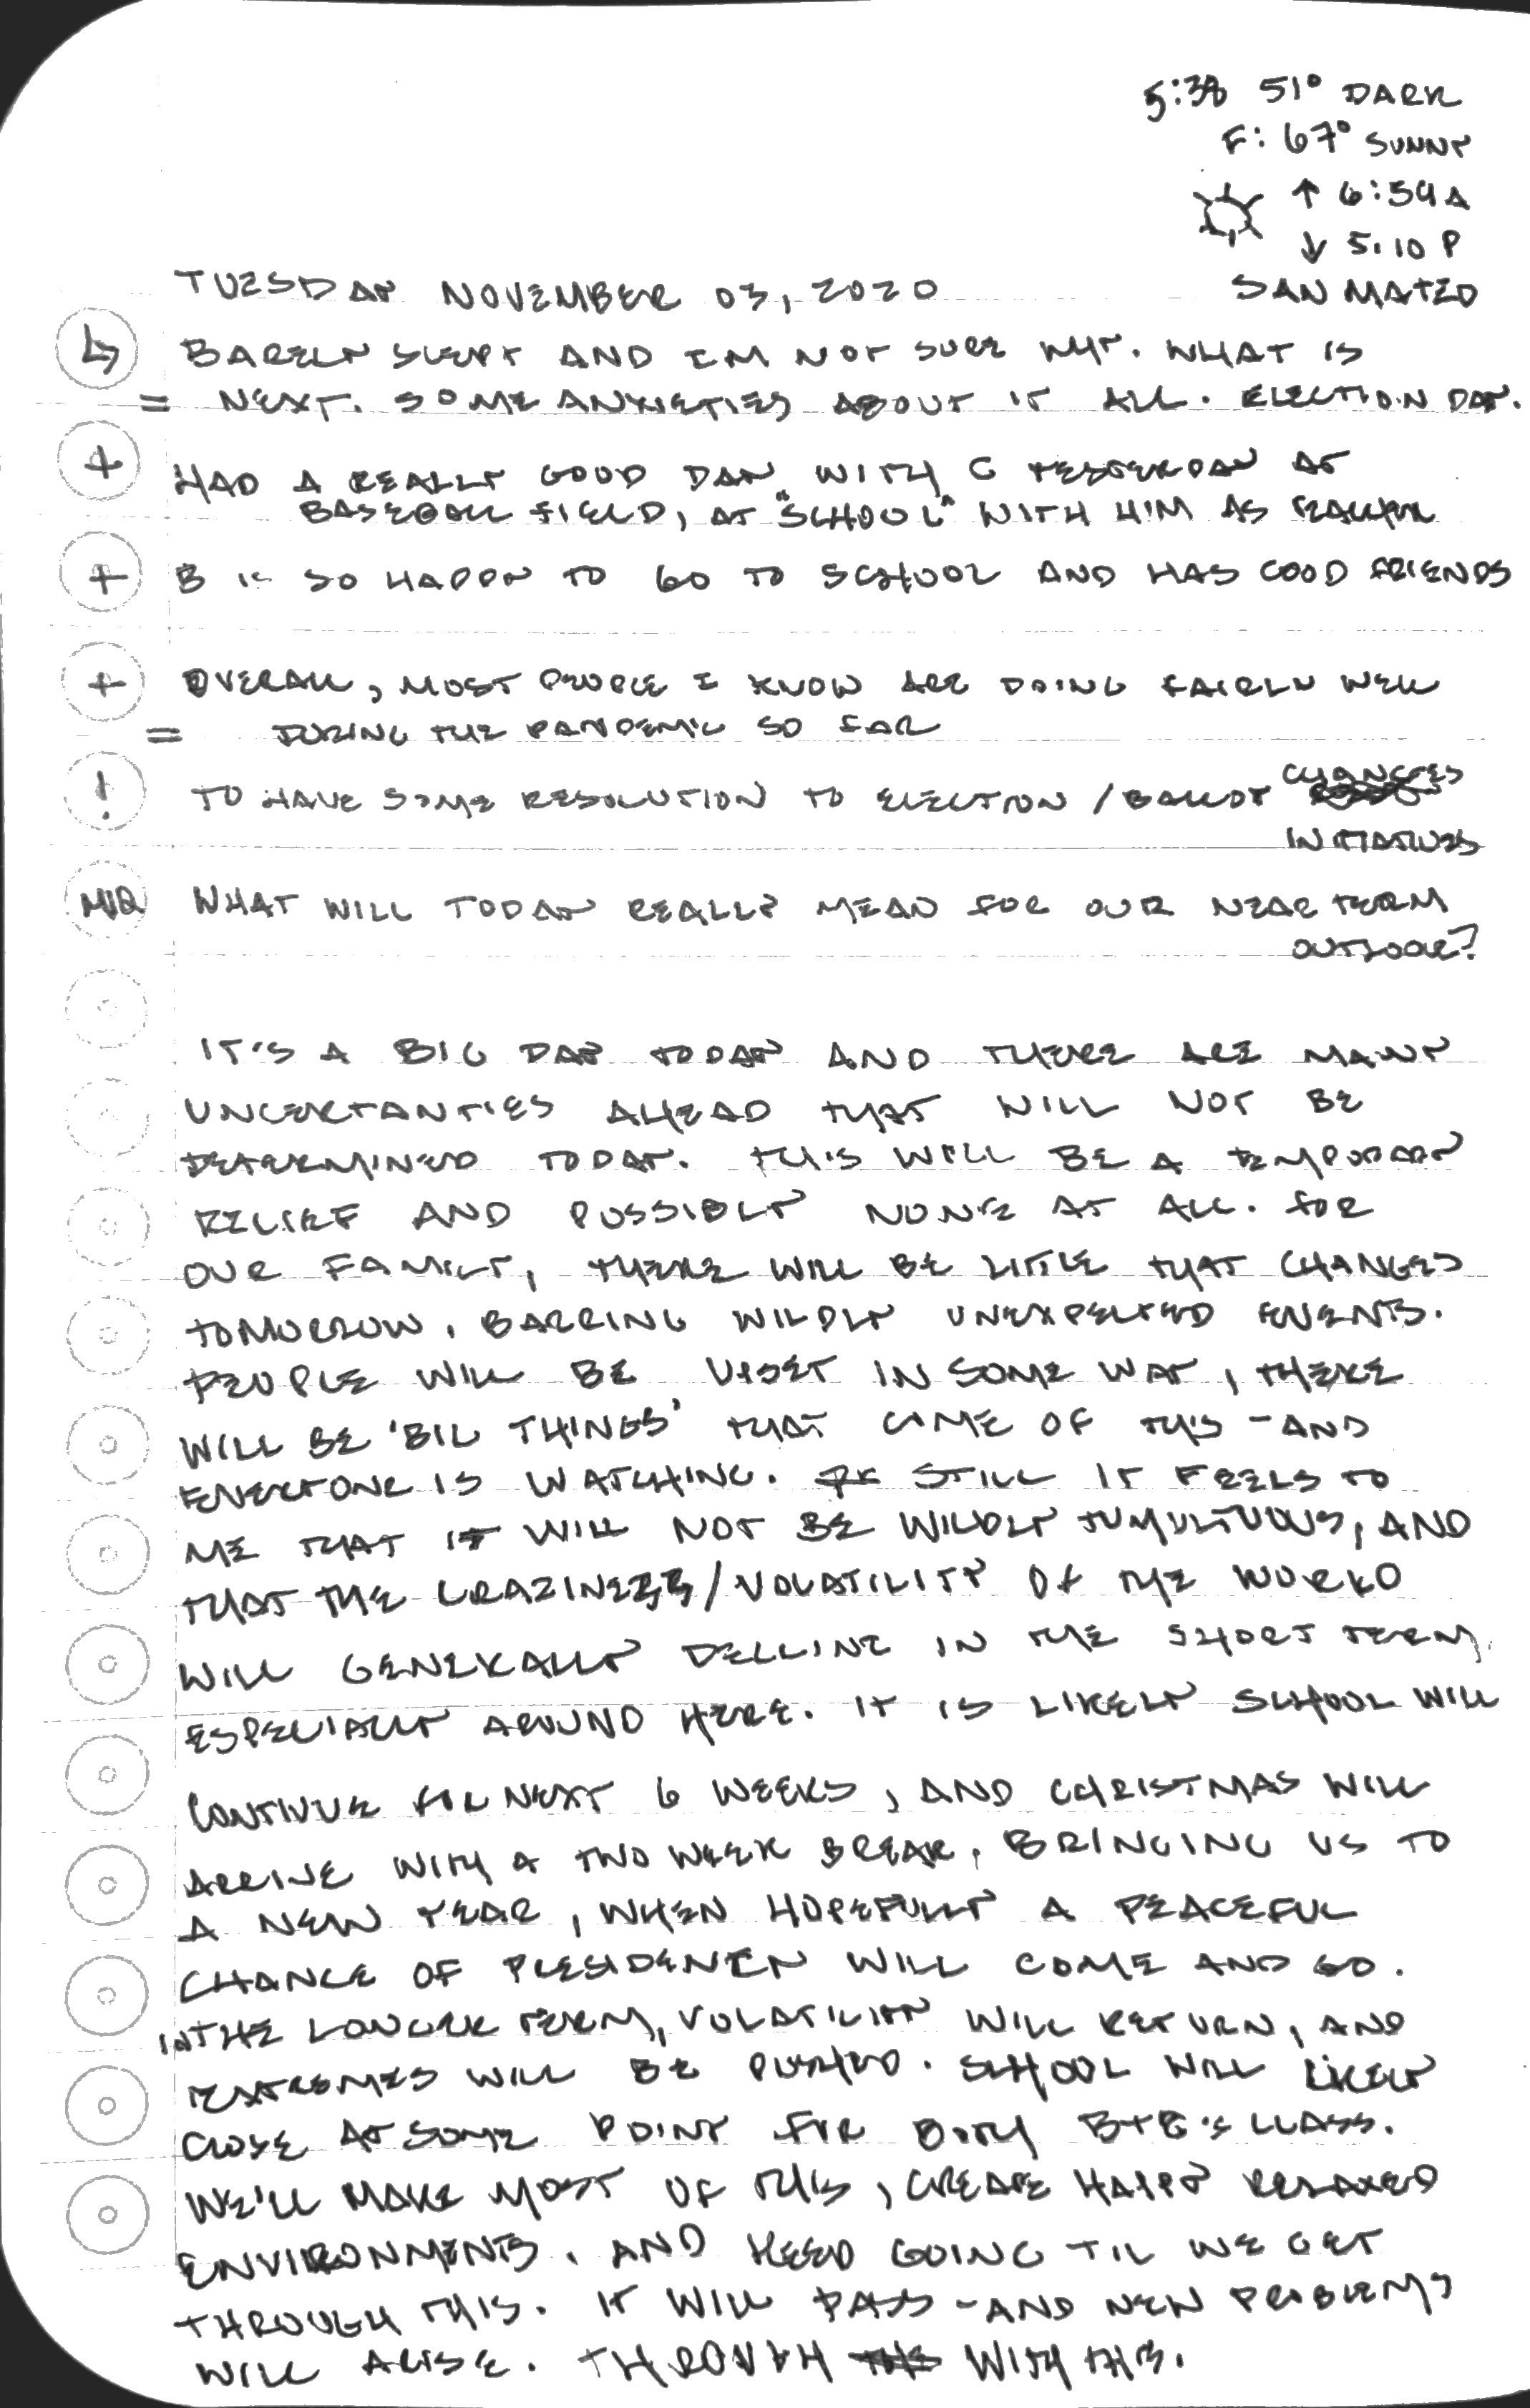 5:38 51° DARK
F: 67° SUNNY
↑ 6:39A
↓ 5:10 P
TUESDAY NOVEMBER 03, 2020
SAN MATEO
BARELY SLEPT AND IM NOT SURE WHY. WHAT IS
= NEXT. SOME ANXIETIES ABOUT IT ALL. ELECTION DAY.
+ HAD A REALLY GOOD DAY WITH C YESTERDAY AT
BASEBALL FIELD, AT "SCHOOL" WITH HIM AS TEACHER
+ B IS SO HAPPY TO GO TO SCHOOL AND HAS GOOD FRIENDS
+ OVERALL, MOST PEOPLE I KNOW ARE DOING FAIRLY WELL
= DURING THE PANDEMIC SO FAR
! TO HAVE SOME RESOLUTION TO ELECTION / BALLOT CHANGES
INITIATIVES
MIQ WHAT WILL TODAY REALLY MEAN FOR OUR NEAR TERM
OUTLOOK?
IT'S A BIG DAY TODAY AND THERE ARE MANY
UNCERTANTIES AHEAD THAT WILL NOT BE
DETERMINED TODAY. THIS WILL BE A TEMPORARY
RELIEF AND POSSIBLY NONE AT ALL. FOR
OUR FAMILY, THERE WILL BE LITTLE THAT CHANGES
TOMORROW, BARRING WILDLY UNEXPECTED EVENTS.
PEOPLE WILL BE UPSET IN SOME WAY, THERE
WILL BE 'BIG THINGS' THAT COME OF THIS - AND
EVERYONE IS WATCHING. STILL IT FEELS TO
ME THAT IT WILL NOT BE WILDLY TUMULTUOUS, AND
THAT THE CRAZINESS/VOLATILITY OF THE WORLD
WILL GENERALLY DECLINE IN THE SHORT TERM,
ESPECIALLY AROUND HERE. IT IS LIKELY SCHOOL WILL
CONTINUE FOR NEXT 6 WEEKS, AND CHRISTMAS WILL
ARRIVE WITH A TWO WEEK BREAK, BRINGING US TO
A NEW YEAR, WHEN HOPEFULLY A PEACEFUL
CHANGE OF PRESIDENCY WILL COME AND GO.
IN THE LONGER TERM, VOLATILITY WILL RETURN, AND
EXTREMES WILL BE PUSHED. SCHOOL WILL LIKELY
CLOSE AT SOME POINT FOR BOTH B+C'S CLASS.
WE'LL MAKE MOST OF THIS, CREATE HAPPY RELAXED
ENVIRONMENTS, AND KEEP GOING TIL WE GET
THROUGH THIS. IT WILL PASS - AND NEW PROBLEMS
WILL ARISE. THROUGH WITH THIS.